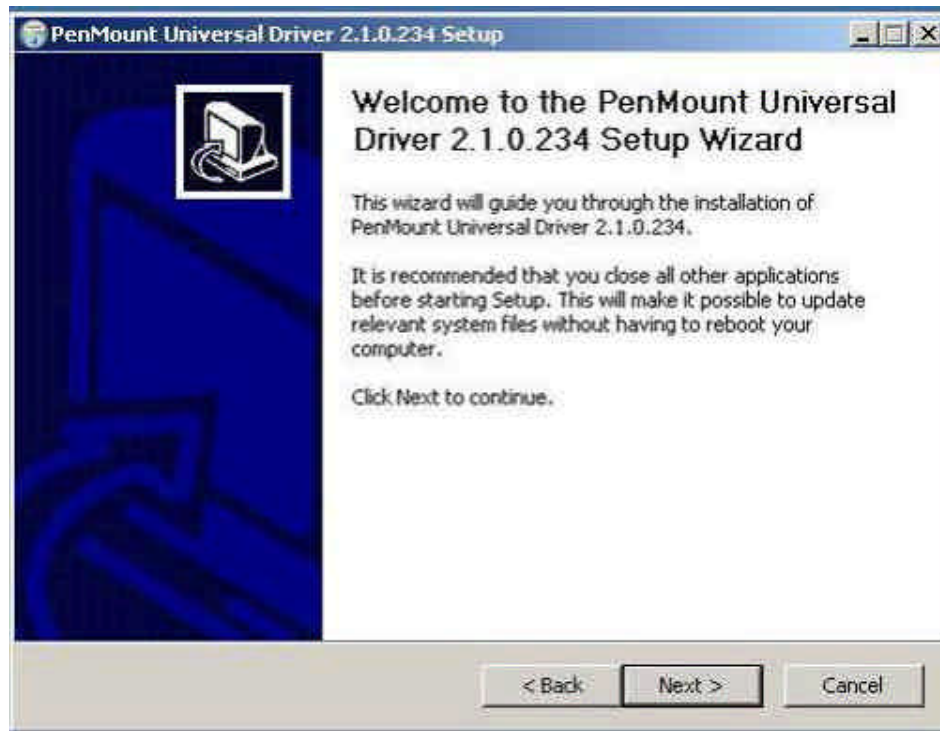 PenMount Universal Driver 2.1.0.234 Setup
Welcome to the PenMount Universal
Driver 2.1.0.234 Setup Wizard
This wizard will guide you through the installation of
PenMount Universal Driver 2.1.0.234.
It is recommended that you close all other applications
before starting Setup. This will make it possible to update
relevant system files without having to reboot your
computer.
Click Next to continue.
< Back
Next >
Cancel